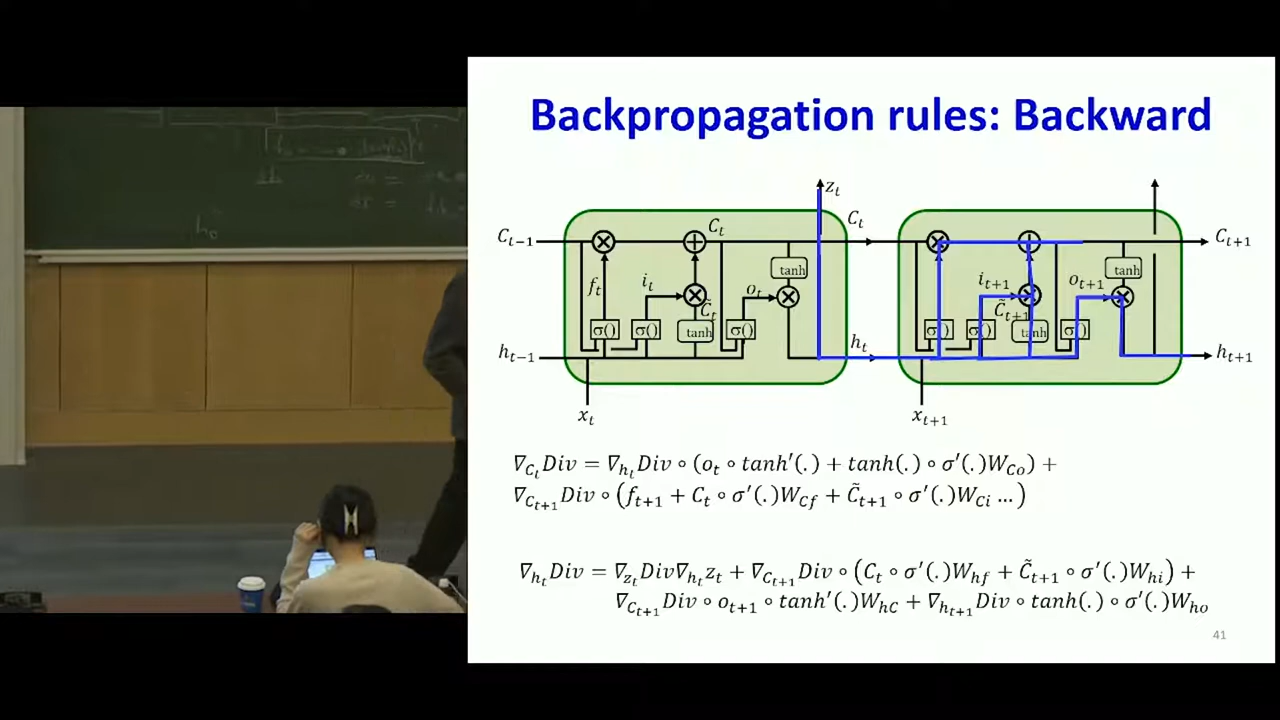 Backpropagation rules: Backward
z_t
C_{t-1}
C_t
C_t
C_{t+1}
tanh
tanh
f_t
i_t
o_t
i_{t+1}
o_{t+1}
C̃_t
C̃_{t+1}
σ()
σ()
tanh
σ()
σ()
σ()
tanh
σ()
h_{t-1}
h_t
h_{t+1}
x_t
x_{t+1}
∇_{C_t}Div = ∇_{h_t}Div ∘ (o_t ∘ tanh′(.) + tanh(.) ∘ σ′(.)W_{Co}) +
∇_{C_{t+1}}Div ∘ (f_{t+1} + C_t ∘ σ′(.)W_{Cf} + C̃_{t+1} ∘ σ′(.)W_{Ci} …)
∇_{h_t}Div = ∇_{z_t}Div∇_{h_t}z_t + ∇_{C_{t+1}}Div ∘ (C_t ∘ σ′(.)W_{hf} + C̃_{t+1} ∘ σ′(.)W_{hi}) +
∇_{C_{t+1}}Div ∘ o_{t+1} ∘ tanh′(.)W_{hC} + ∇_{h_{t+1}}Div ∘ tanh(.) ∘ σ′(.)W_{ho}
41